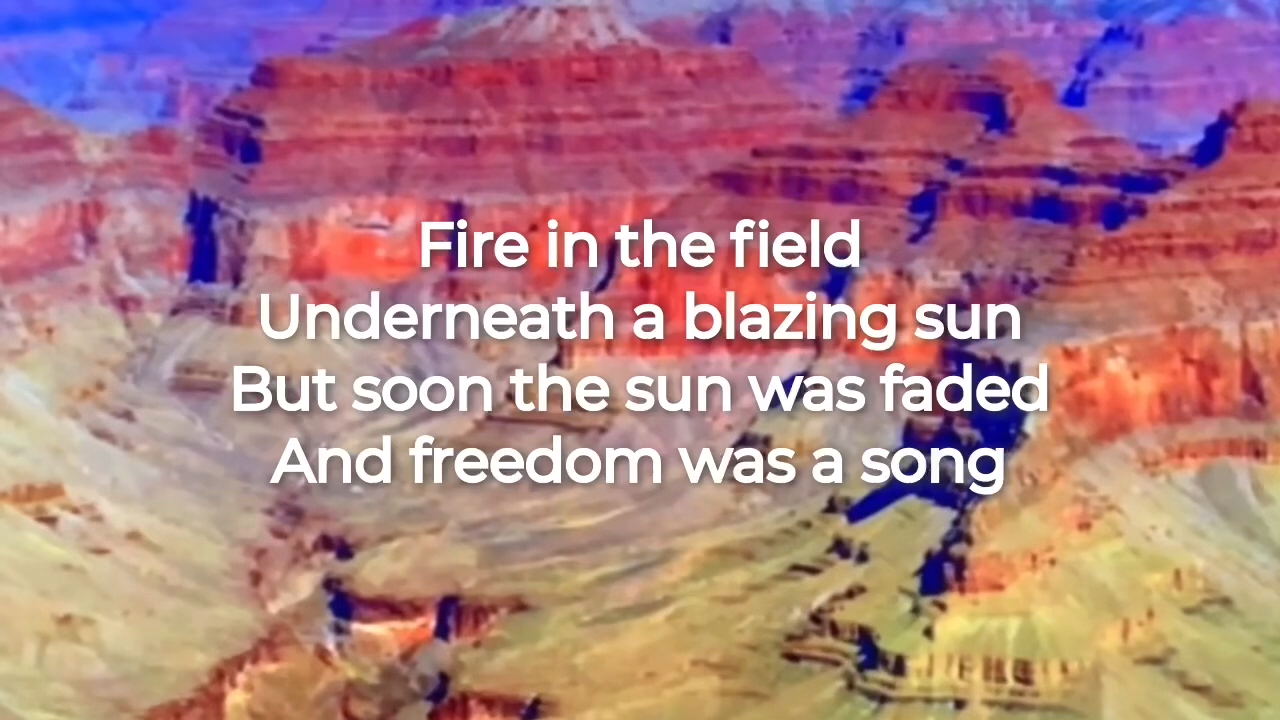 Fire in the field
Underneath a blazing sun
But soon the sun was faded
And freedom was a song